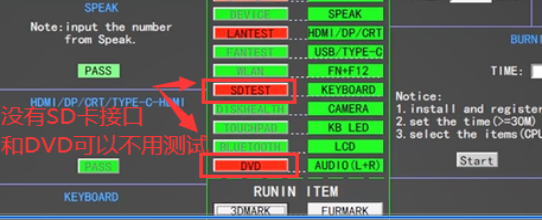 SPEAK
Note:input the number
from Speak.
PASS
HDMI/DP/CRT/TYPE-C-HDMI
PASS
KEYBOARD
没有SD卡接口
和DVD可以不用测试
DEVICE SPEAK
LANTEST HDMI/DP/CRT
FANTEST USB/TYPE-C
WLAN FN+F12
SDTEST KEYBOARD
DISKHEALTH CAMERA
TOUCHPAD KB LED
BLUETOOTH LCD
DVD AUDIO(L+R)
RUNIN ITEM
3DMARK FURMARK
BURNI
TIME:
Notice:
1.install and register
2.set the time(>=30M)
3.select the items(CPU
Start